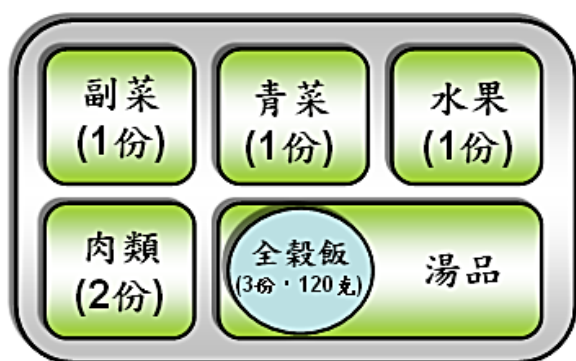 副菜
(1份)
青菜
(1份)
水果
(1份)
肉類
(2份)
全穀飯
(3份，120克)
湯品